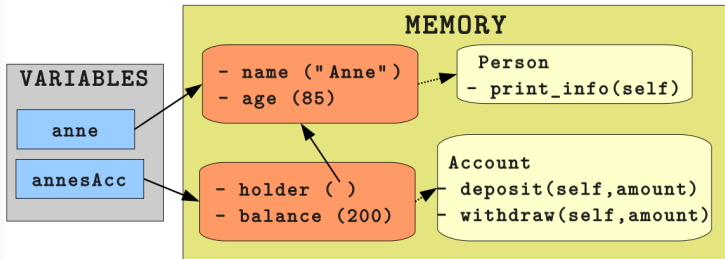 MEMORY
VARIABLES
anne
annesAcc
- name ("Anne")
- age (85)
Person
- print_info(self)
- holder ( )
- balance (200)
Account
- deposit(self,amount)
- withdraw(self,amount)